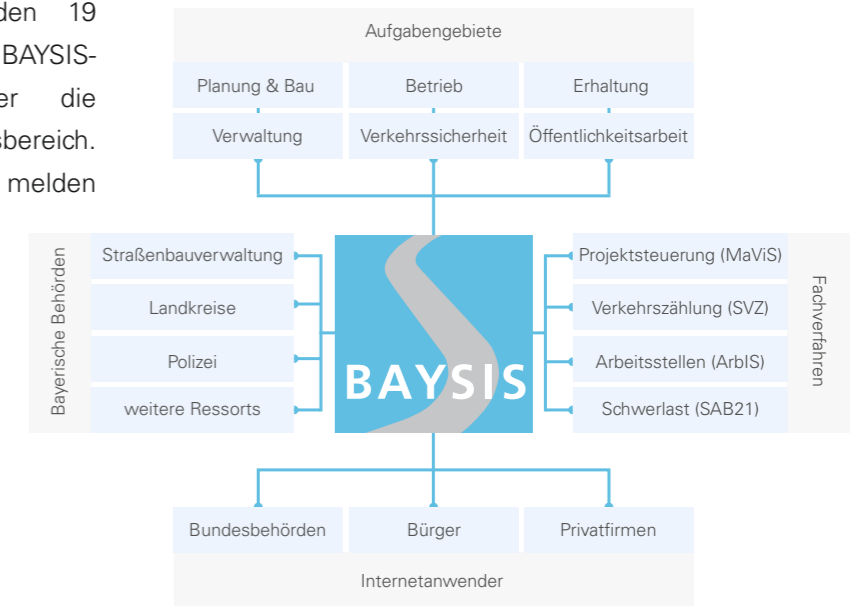 den 19
BAYSIS-
er die
sbereich.
melden
Aufgabengebiete
Planung & Bau
Betrieb
Erhaltung
Verwaltung
Verkehrssicherheit
Öffentlichkeitsarbeit
Bayerische Behörden
Straßenbauverwaltung
Landkreise
Polizei
weitere Ressorts
BAYSIS
Projektsteuerung (MaViS)
Verkehrszählung (SVZ)
Arbeitsstellen (ArbIS)
Schwerlast (SAB21)
Fachverfahren
Bundesbehörden
Bürger
Privatfirmen
Internetanwender